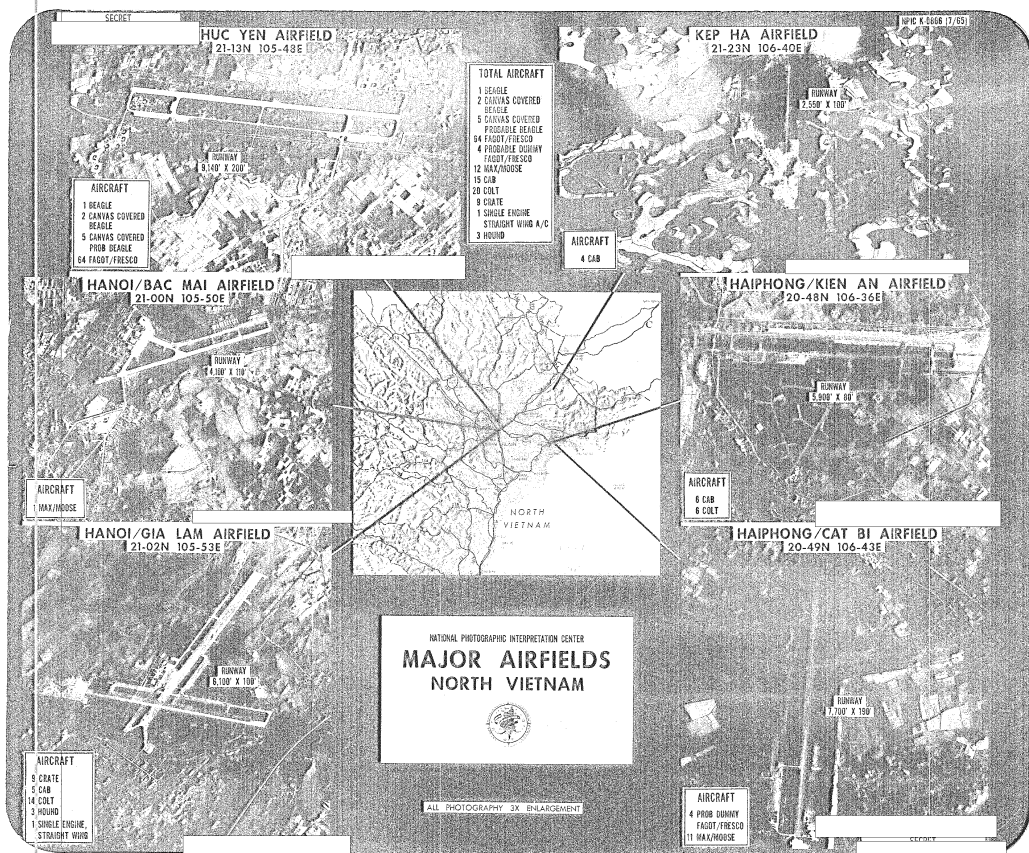 SECRET
NPIC K-0866 (7/65)
HUC YEN AIRFIELD
21-13N 105-48E
RUNWAY
9,140' X 200'
AIRCRAFT
1 BEAGLE
2 CANVAS COVERED
BEAGLE
5 CANVAS COVERED
PROB BEAGLE
64 FAGOT/FRESCO
TOTAL AIRCRAFT
1 BEAGLE
2 CANVAS COVERED
BEAGLE
5 CANVAS COVERED
PROBABLE BEAGLE
64 FAGOT/FRESCO
4 PROBABLE DUMMY
FAGOT/FRESCO
12 MAX/MOOSE
15 CAB
20 COLT
9 CRATE
1 SINGLE ENGINE
STRAIGHT WING A/C
3 HOUND
KEP HA AIRFIELD
21-23N 106-40E
RUNWAY
2,550' X 100'
AIRCRAFT
4 CAB
HANOI/BAC MAI AIRFIELD
21-00N 105-50E
RUNWAY
AIRCRAFT
1 MAX/MOOSE
HAIPHONG/KIEN AN AIRFIELD
20-48N 106-36E
RUNWAY
5,908' X 80'
AIRCRAFT
6 CAB
6 COLT
NORTH
VIETNAM
HANOI/GIA LAM AIRFIELD
21-02N 105-53E
RUNWAY
6,100' X 100'
AIRCRAFT
9 CRATE
5 CAB
14 COLT
3 HOUND
1 SINGLE ENGINE,
STRAIGHT WING
NATIONAL PHOTOGRAPHIC INTERPRETATION CENTER
MAJOR AIRFIELDS
NORTH VIETNAM
ALL PHOTOGRAPHY 3X ENLARGEMENT
HAIPHONG/CAT BI AIRFIELD
20-49N 106-43E
RUNWAY
7,700' X 190'
AIRCRAFT
4 PROB DUMMY
FAGOT/FRESCO
11 MAX/MOOSE
SECRET